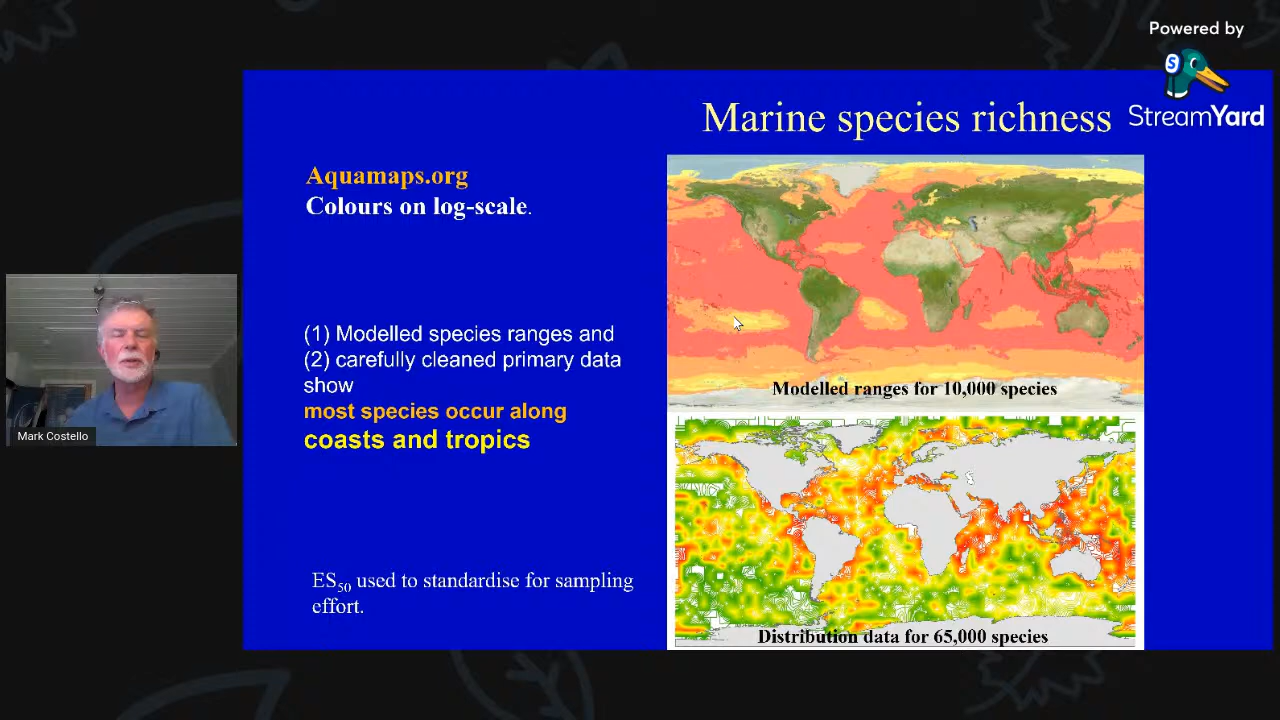 Powered by
StreamYard
Marine species richness
Aquamaps.org
Colours on log-scale.
(1) Modelled species ranges and
(2) carefully cleaned primary data
show
most species occur along
coasts and tropics
ES50 used to standardise for sampling
effort.
Modelled ranges for 10,000 species
Distribution data for 65,000 species
Mark Costello